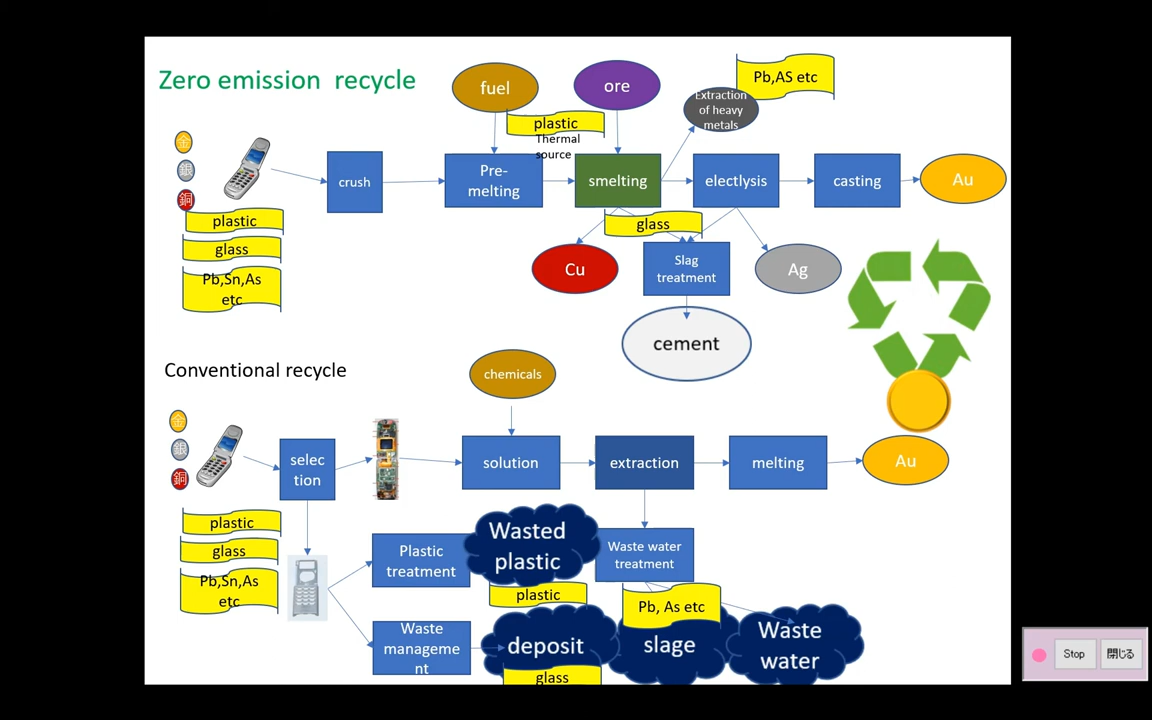 Zero emission recycle
fuel
ore
Pb,AS etc
Extraction
of heavy
metals
plastic
Thermal
source
金
銀
銅
crush
Pre-
melting
smelting
electlysis
casting
Au
plastic
glass
Pb,Sn,As
etc
glass
Cu
Slag
treatment
Ag
cement
Conventional recycle
chemicals
金
銀
銅
selec
tion
solution
extraction
melting
Au
plastic
glass
Pb,Sn,As
etc
Plastic
treatment
Wasted
plastic
plastic
Waste water
treatment
Pb, As etc
Waste
manageme
nt
deposit
glass
slage
Waste
water
Stop
閉じる